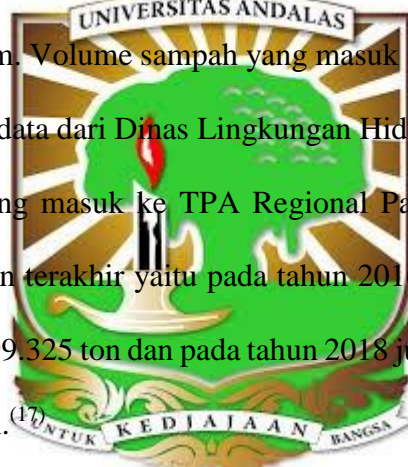 UNIVERSITAS ANDALAS
m. Volume sampah yang masuk
data dari Dinas Lingkungan Hid
ng masuk ke TPA Regional Pa
n terakhir yaitu pada tahun 201
9.325 ton dan pada tahun 2018 ju
.(17)
UNTUK KEDJAJAAN BANGSA